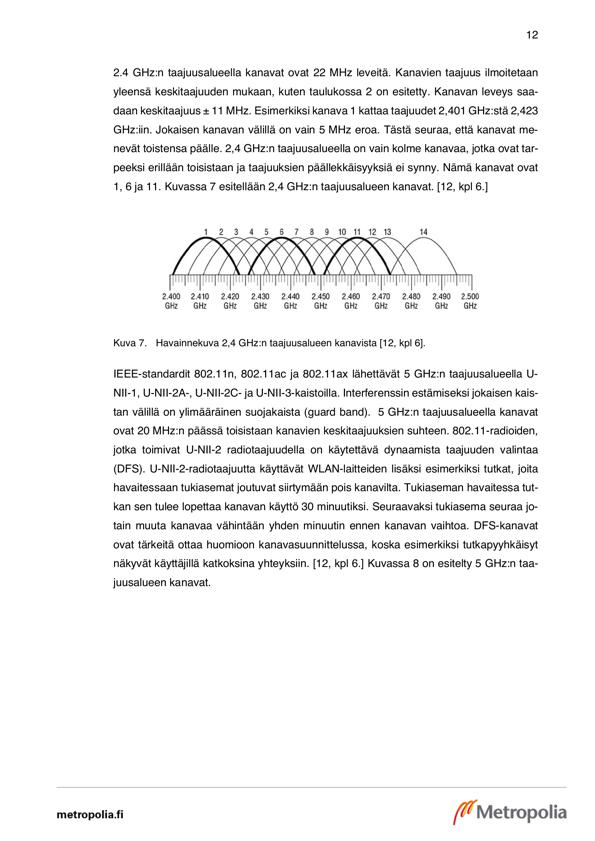 12
2.4 GHz:n taajuusalueella kanavat ovat 22 MHz leveitä. Kanavien taajuus ilmoitetaan
yleensä keskitaajuuden mukaan, kuten taulukossa 2 on esitetty. Kanavan leveys saa-
daan keskitaajuus ± 11 MHz. Esimerkiksi kanava 1 kattaa taajuudet 2,401 GHz:stä 2,423
GHz:iin. Jokaisen kanavan välillä on vain 5 MHz eroa. Tästä seuraa, että kanavat me-
nevät toistensa päälle. 2,4 GHz:n taajuusalueella on vain kolme kanavaa, jotka ovat tar-
peeksi erillään toisistaan ja taajuuksien päällekkäisyyksiä ei synny. Nämä kanavat ovat
1, 6 ja 11. Kuvassa 7 esitellään 2,4 GHz:n taajuusalueen kanavat. [12, kpl 6.]
1 2 3 4 5 6 7 8 9 10 11 12 13 14
2.400 2.410 2.420 2.430 2.440 2.450 2.460 2.470 2.480 2.490 2.500
GHz GHz GHz GHz GHz GHz GHz GHz GHz GHz GHz
Kuva 7. Havainnekuva 2,4 GHz:n taajuusalueen kanavista [12, kpl 6].
IEEE-standardit 802.11n, 802.11ac ja 802.11ax lähettävät 5 GHz:n taajuusalueella U-
NII-1, U-NII-2A-, U-NII-2C- ja U-NII-3-kaistoilla. Interferenssin estämiseksi jokaisen kais-
tan välillä on ylimääräinen suojakaista (guard band). 5 GHz:n taajuusalueella kanavat
ovat 20 MHz:n päässä toisistaan kanavien keskitaajuuksien suhteen. 802.11-radioiden,
jotka toimivat U-NII-2 radiotaajuudella on käytettävä dynaamista taajuuden valintaa
(DFS). U-NII-2-radiotaajuutta käyttävät WLAN-laitteiden lisäksi esimerkiksi tutkat, joita
havaitessaan tukiasemat joutuvat siirtymään pois kanavilta. Tukiaseman havaitessa tut-
kan sen tulee lopettaa kanavan käyttö 30 minuutiksi. Seuraavaksi tukiasema seuraa jo-
tain muuta kanavaa vähintään yhden minuutin ennen kanavan vaihtoa. DFS-kanavat
ovat tärkeitä ottaa huomioon kanavasuunnittelussa, koska esimerkiksi tutkapyyhkäisyt
näkyvät käyttäjillä katkoksina yhteyksiin. [12, kpl 6.] Kuvassa 8 on esitelty 5 GHz:n taa-
juusalueen kanavat.
metropolia.fi
Metropolia